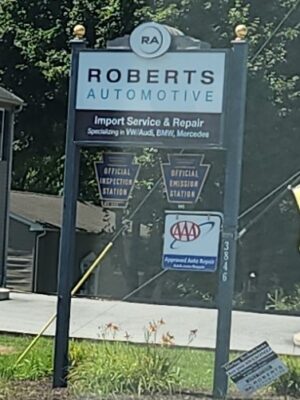 RA
ROBERTS
AUTOMOTIVE
Import Service & Repair
Specializing in VW/Audi, BMW, Mercedes
OFFICIAL
INSPECTION
STATION
OFFICIAL
EMISSION
STATION
AAA
Approved Auto Repair
3846